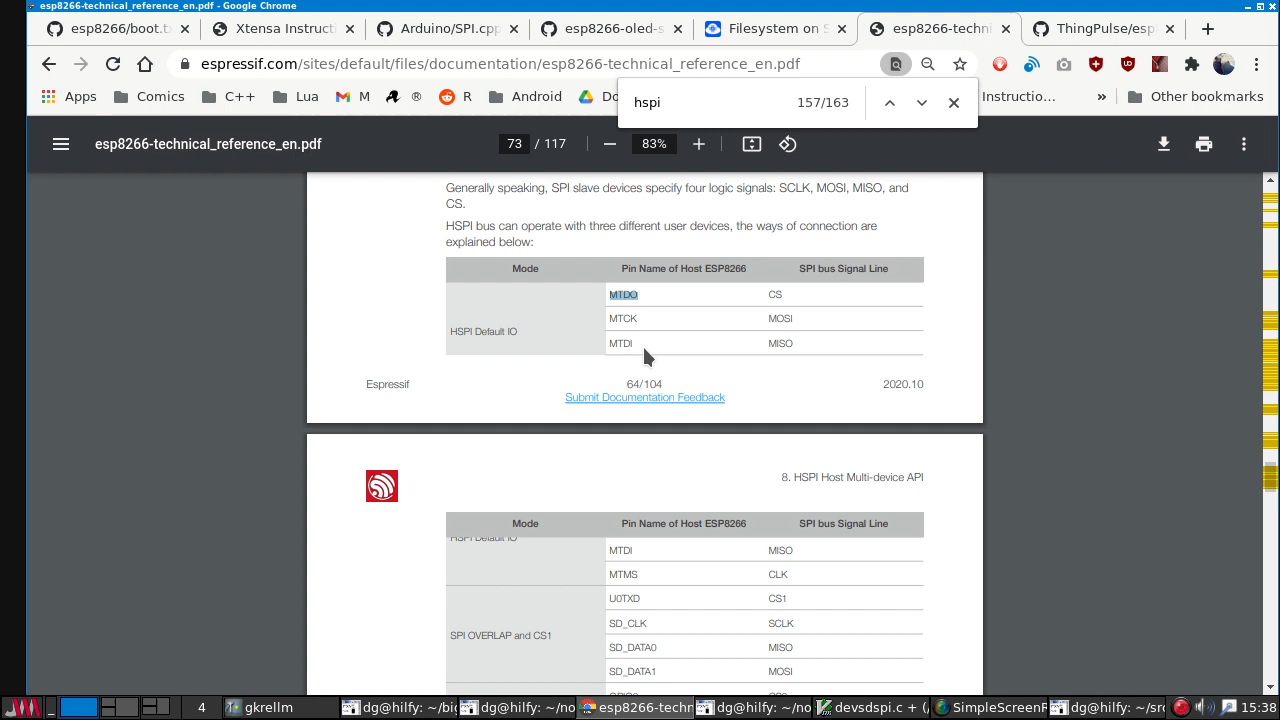 esp8266-technical_reference_en.pdf - Google Chrome
esp8266/boot.tx
Xtensa Instructi
Arduino/SPI.cpp
esp8266-oled-s
Filesystem on S
esp8266-techni
ThingPulse/esp
espressif.com/sites/default/files/documentation/esp8266-technical_reference_en.pdf
Apps
Comics
C++
Lua
M
®
R
Android
Do
Instructio…
»
Other bookmarks
hspi
157/163
esp8266-technical_reference_en.pdf
73 / 117
83%
Generally speaking, SPI slave devices specify four logic signals: SCLK, MOSI, MISO, and
CS.
HSPI bus can operate with three different user devices, the ways of connection are
explained below:
Mode Pin Name of Host ESP8266 SPI bus Signal Line
MTDO CS
MTCK MOSI
HSPI Default IO
MTDI MISO
Espressif 64/104 2020.10
Submit Documentation Feedback
8. HSPI Host Multi-device API
Mode Pin Name of Host ESP8266 SPI bus Signal Line
HSPI Default IO
MTDI MISO
MTMS CLK
U0TXD CS1
SD_CLK SCLK
SPI OVERLAP and CS1
SD_DATA0 MISO
SD_DATA1 MOSI
4
gkrellm
dg@hilfy: ~/bi
dg@hilfy: ~/no
esp8266-techn
dg@hilfy: ~/no
devsdspi.c + (
SimpleScreenR
dg@hilfy: ~/src
15:38